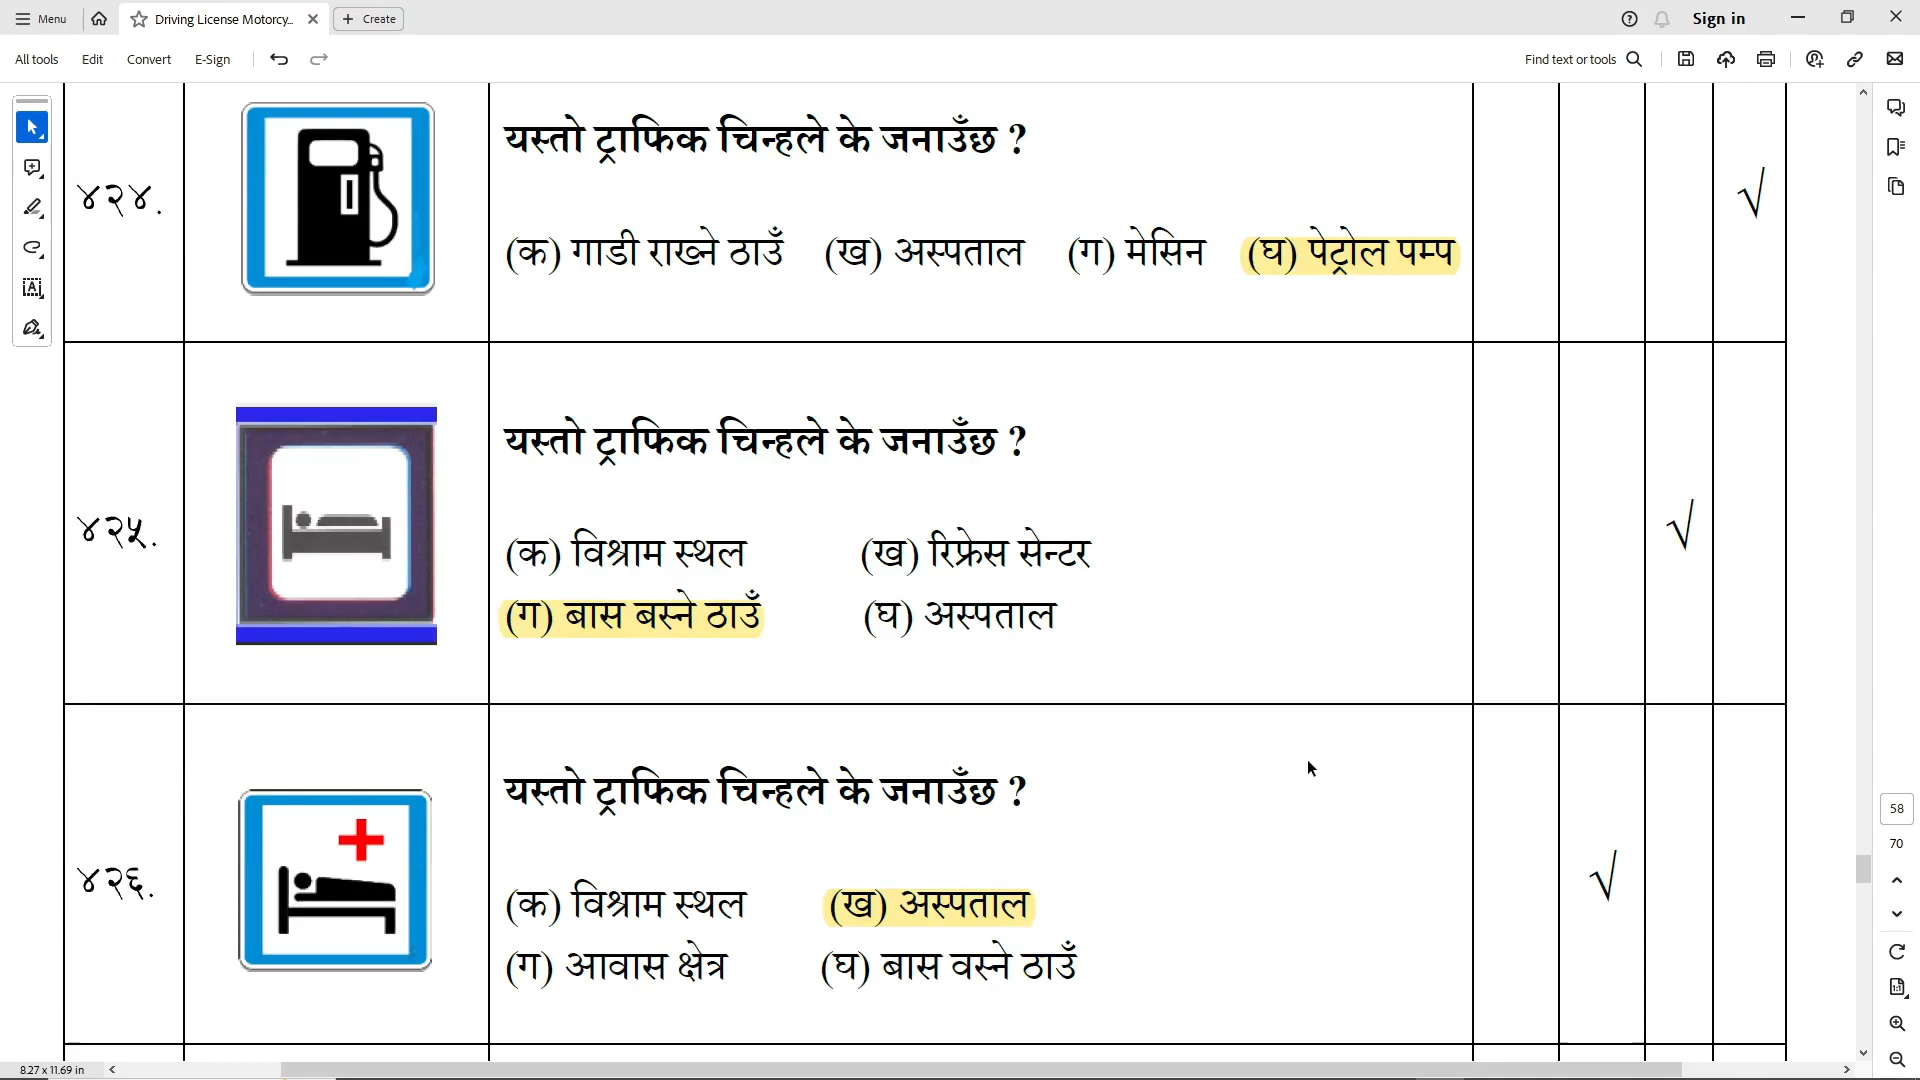 Menu
Driving License Motorcy...
Create
Sign in
All tools
Edit
Convert
E-Sign
Find text or tools
४२४.
यस्तो ट्राफिक चिन्हले के जनाउँछ ?
(क) गाडी राख्ने ठाउँ (ख) अस्पताल (ग) मेसिन (घ) पेट्रोल पम्प
√
४२५.
यस्तो ट्राफिक चिन्हले के जनाउँछ ?
(क) विश्राम स्थल (ख) रिफ्रेस सेन्टर
(ग) बास बस्ने ठाउँ (घ) अस्पताल
√
४२६.
यस्तो ट्राफिक चिन्हले के जनाउँछ ?
(क) विश्राम स्थल (ख) अस्पताल
(ग) आवास क्षेत्र (घ) बास वस्ने ठाउँ
√
58
70
8.27 x 11.69 in